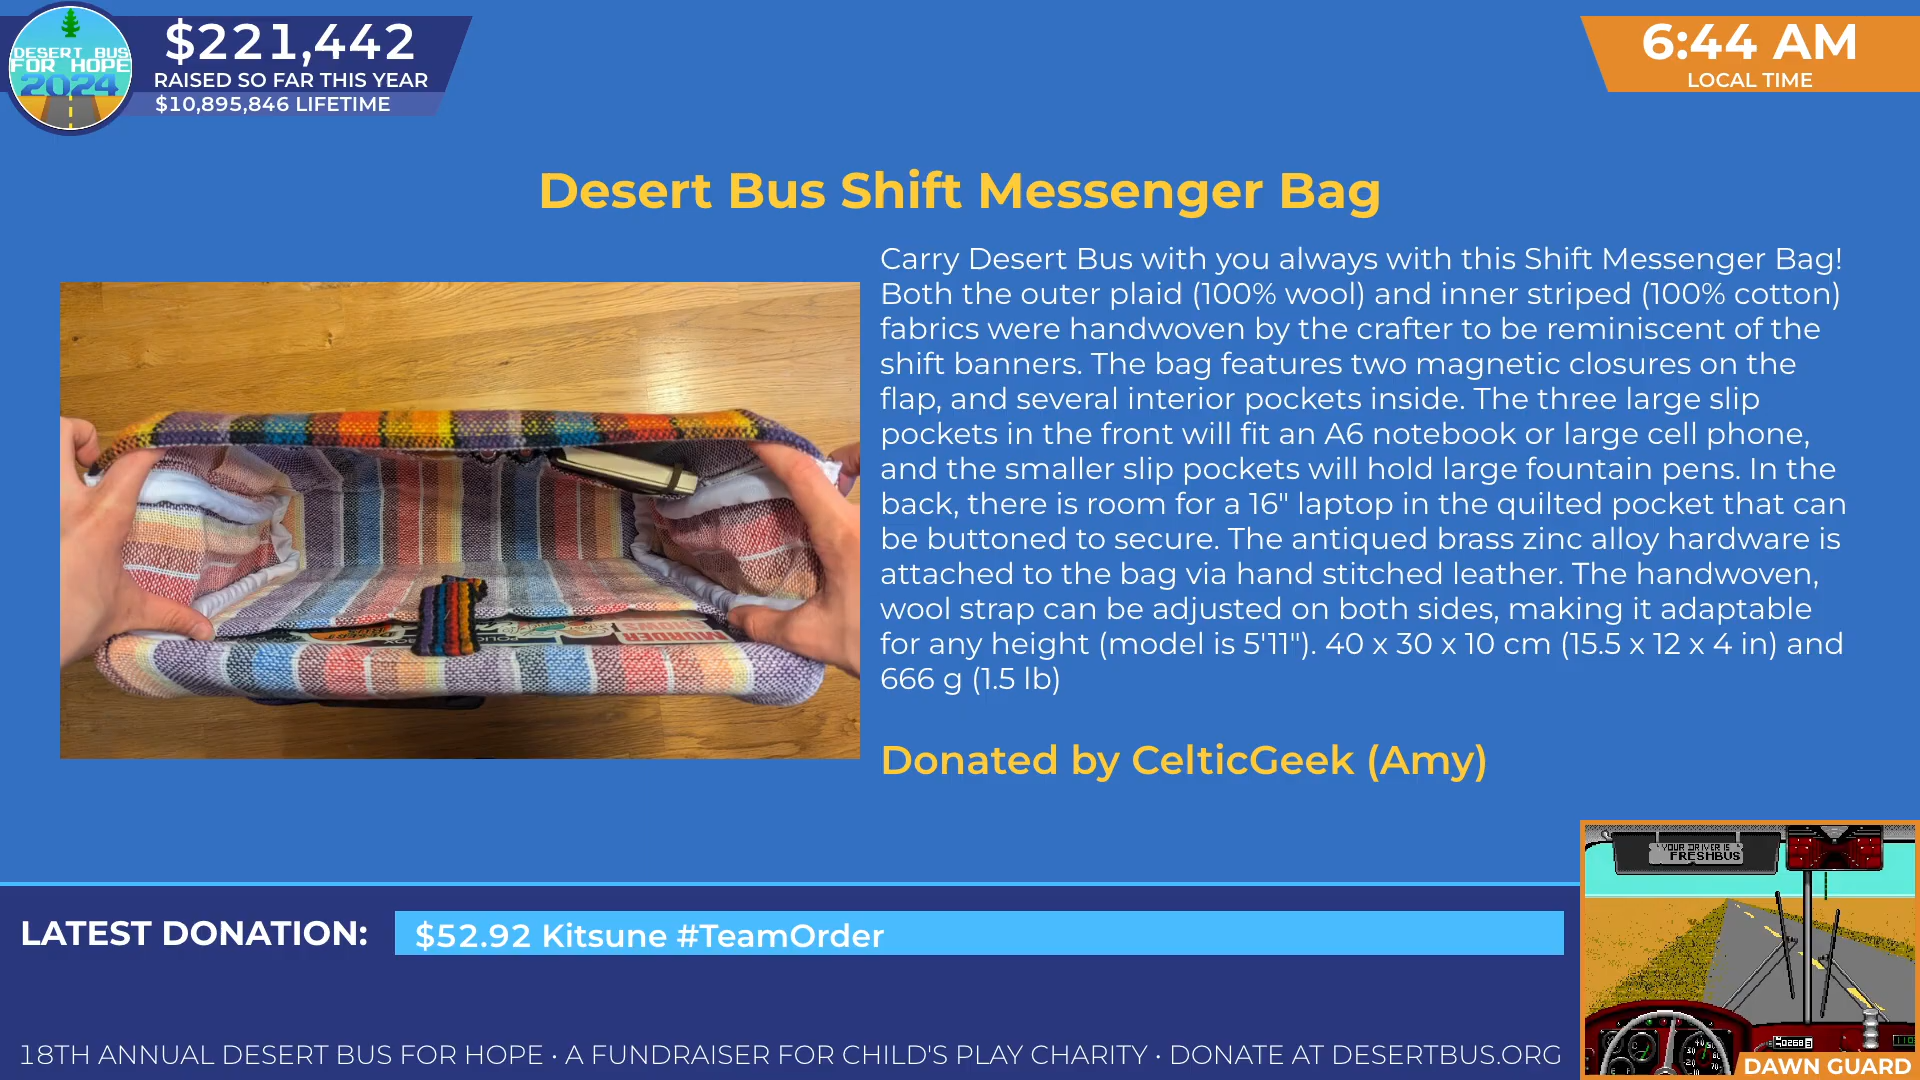 DESERT BUS
FOR HOPE
2024
$221,442
RAISED SO FAR THIS YEAR
$10,895,846 LIFETIME
6:44 AM
LOCAL TIME
Desert Bus Shift Messenger Bag
Carry Desert Bus with you always with this Shift Messenger Bag!
Both the outer plaid (100% wool) and inner striped (100% cotton)
fabrics were handwoven by the crafter to be reminiscent of the
shift banners. The bag features two magnetic closures on the
flap, and several interior pockets inside. The three large slip
pockets in the front will fit an A6 notebook or large cell phone,
and the smaller slip pockets will hold large fountain pens. In the
back, there is room for a 16" laptop in the quilted pocket that can
be buttoned to secure. The antiqued brass zinc alloy hardware is
attached to the bag via hand stitched leather. The handwoven,
wool strap can be adjusted on both sides, making it adaptable
for any height (model is 5'11"). 40 x 30 x 10 cm (15.5 x 12 x 4 in) and
666 g (1.5 lb)
Donated by CelticGeek (Amy)
MURDER
YOUR DRIVER IS
FRESHBUS
LATEST DONATION:
$52.92 Kitsune #TeamOrder
18TH ANNUAL DESERT BUS FOR HOPE · A FUNDRAISER FOR CHILD'S PLAY CHARITY · DONATE AT DESERTBUS.ORG
DAWN GUARD